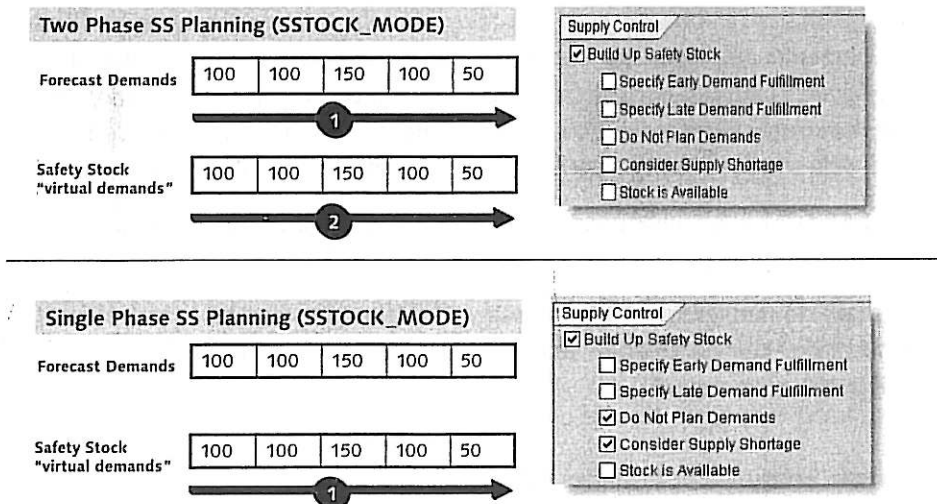 Two Phase SS Planning (SSTOCK_MODE)
Forecast Demands
100 100 150 100 50
1
Safety Stock
"virtual demands"
100 100 150 100 50
2
Supply Control
Build Up Safety Stock
Specify Early Demand Fulfillment
Specify Late Demand Fulfillment
Do Not Plan Demands
Consider Supply Shortage
Stock is Available
Single Phase SS Planning (SSTOCK_MODE)
Forecast Demands
100 100 150 100 50
Safety Stock
"virtual demands"
100 100 150 100 50
1
Supply Control
Build Up Safety Stock
Specify Early Demand Fulfillment
Specify Late Demand Fulfillment
Do Not Plan Demands
Consider Supply Shortage
Stock is Available